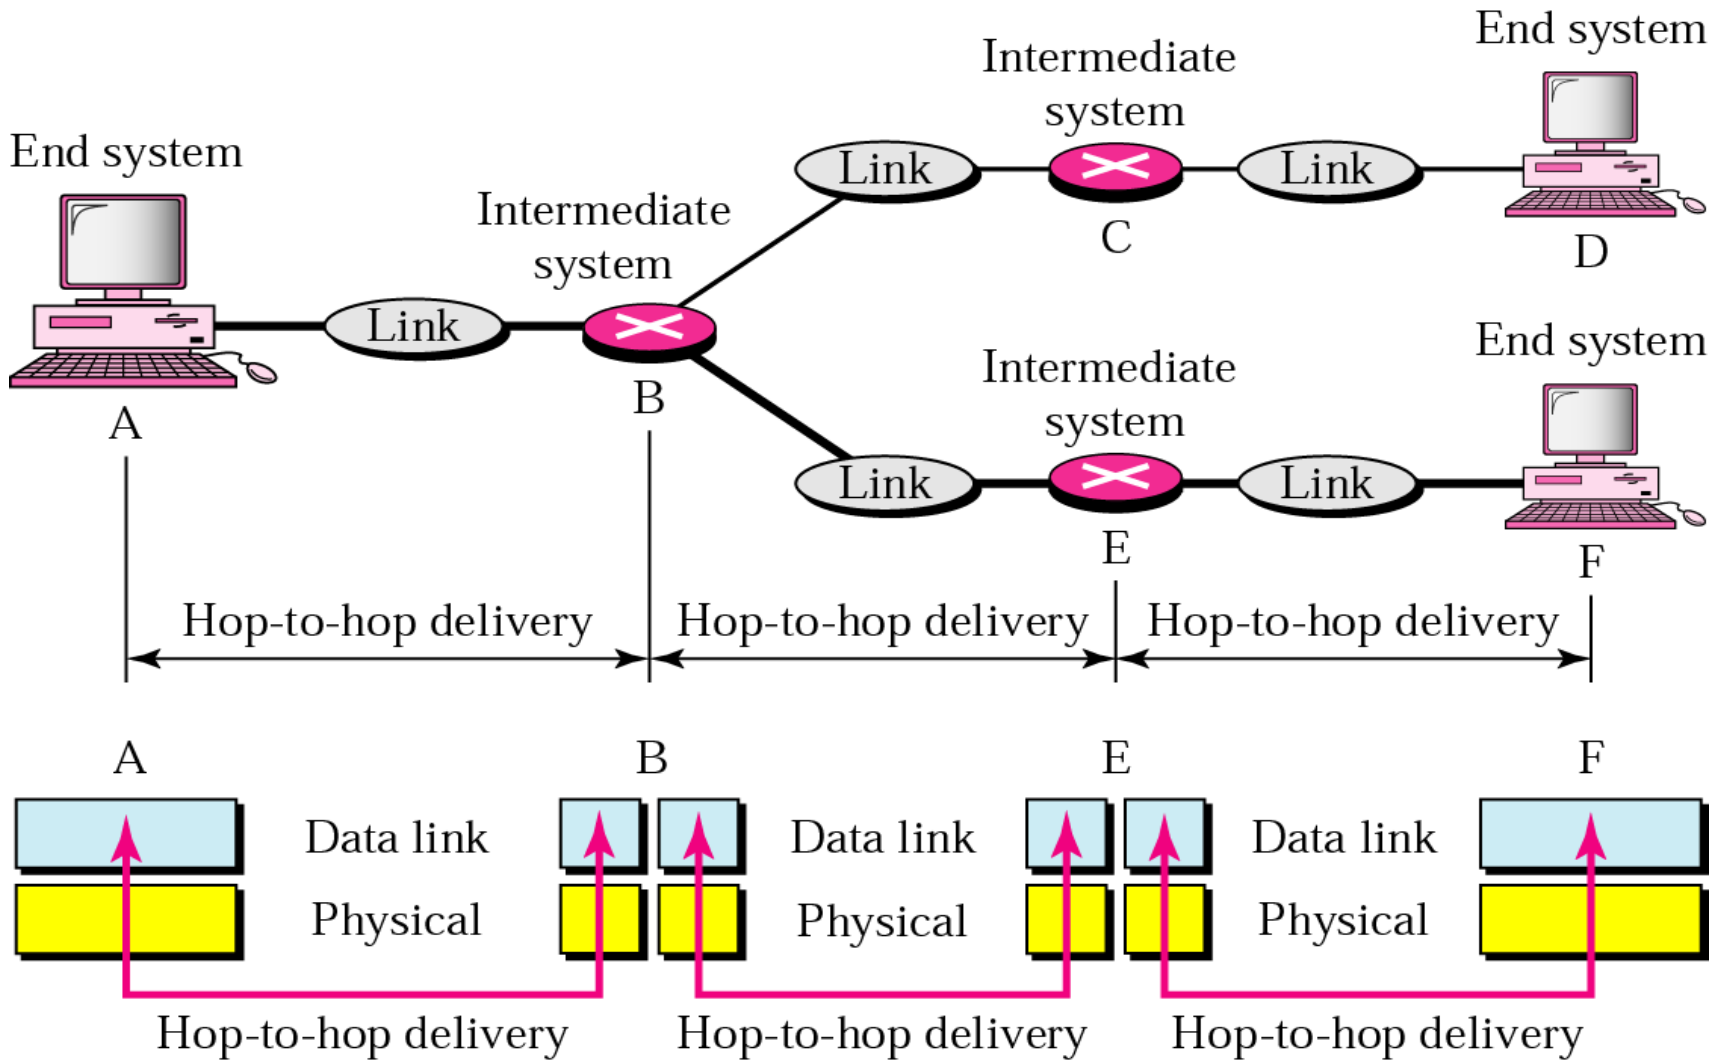 End system
Intermediate
system
End system
Link
Link
C
D
Intermediate
system
Link
A
B
Intermediate
system
End system
Link
Link
E
F
Hop-to-hop delivery
Hop-to-hop delivery
Hop-to-hop delivery
A
B
E
F
Data link
Data link
Data link
Physical
Physical
Physical
Hop-to-hop delivery
Hop-to-hop delivery
Hop-to-hop delivery